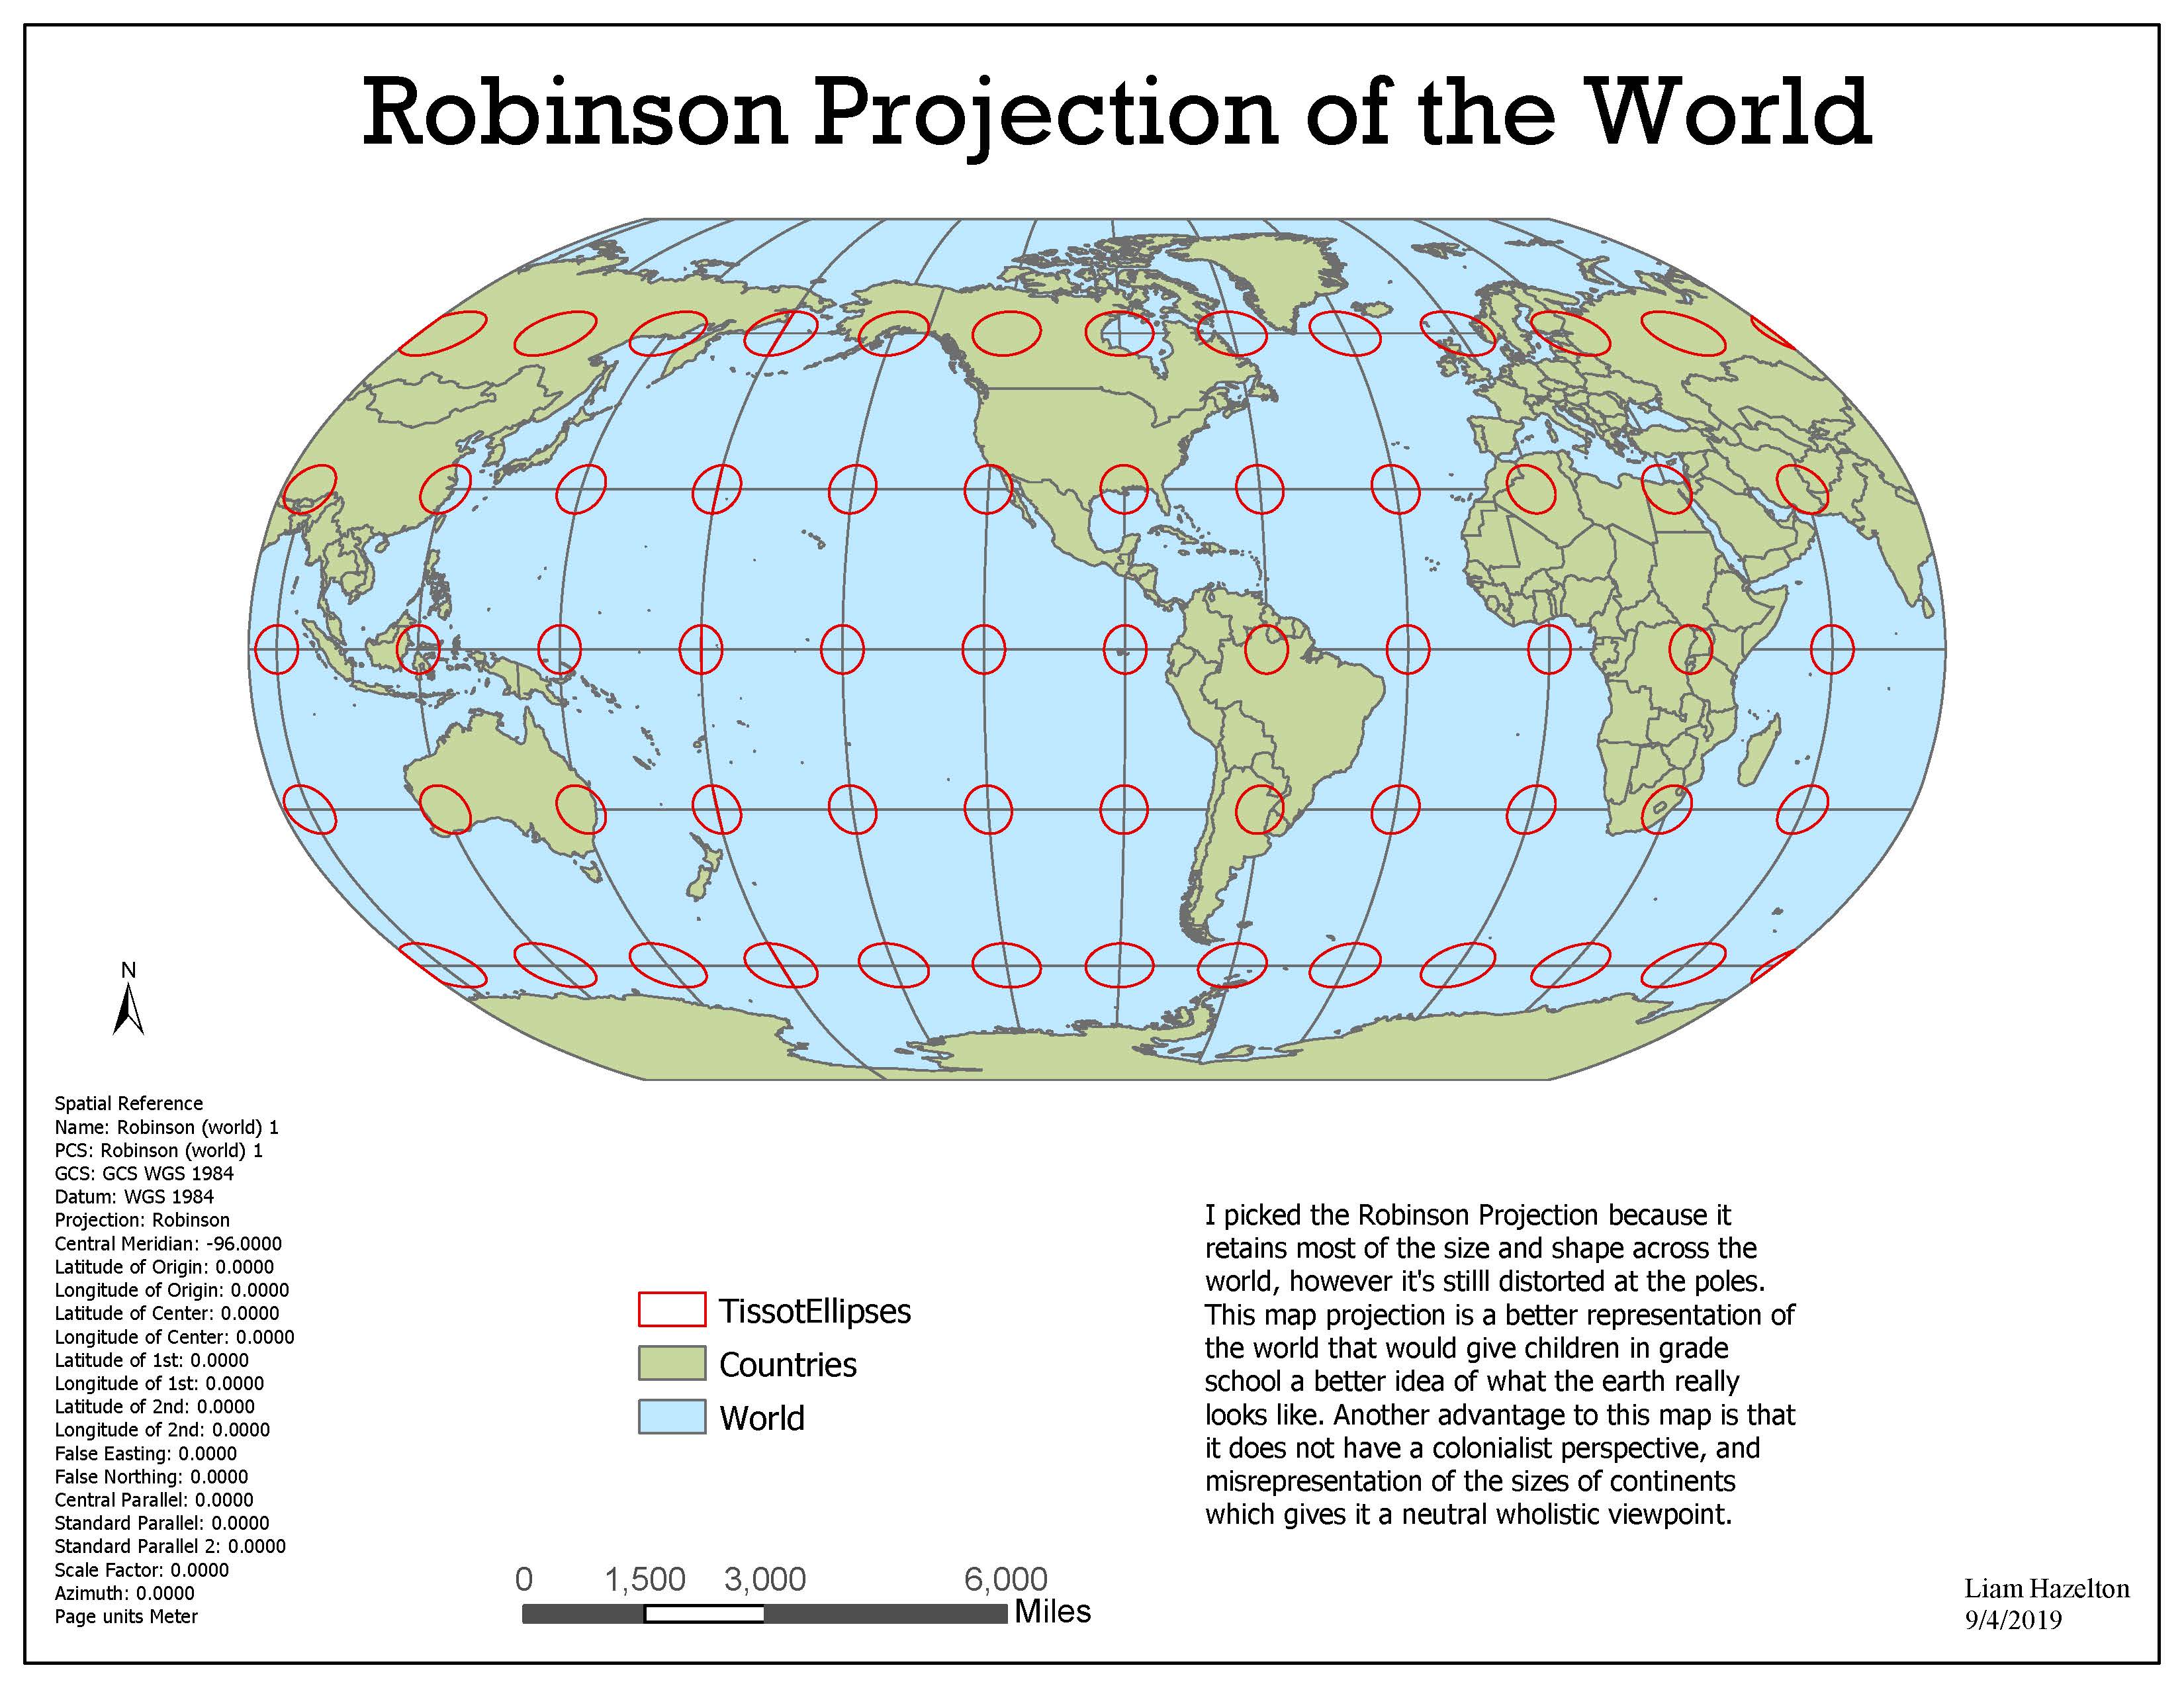 Robinson Projection of the World
N
Spatial Reference
Name: Robinson (world) 1
PCS: Robinson (world) 1
GCS: GCS WGS 1984
Datum: WGS 1984
Projection: Robinson
Central Meridian: -96.0000
Latitude of Origin: 0.0000
Longitude of Origin: 0.0000
Latitude of Center: 0.0000
Longitude of Center: 0.0000
Latitude of 1st: 0.0000
Longitude of 1st: 0.0000
Latitude of 2nd: 0.0000
Longitude of 2nd: 0.0000
False Easting: 0.0000
False Northing: 0.0000
Central Parallel: 0.0000
Standard Parallel: 0.0000
Standard Parallel 2: 0.0000
Scale Factor: 0.0000
Azimuth: 0.0000
Page units Meter
TissotEllipses
Countries
World
0 1,500 3,000 6,000
Miles
I picked the Robinson Projection because it
retains most of the size and shape across the
world, however it's stilll distorted at the poles.
This map projection is a better representation of
the world that would give children in grade
school a better idea of what the earth really
looks like. Another advantage to this map is that
it does not have a colonialist perspective, and
misrepresentation of the sizes of continents
which gives it a neutral wholistic viewpoint.
Liam Hazelton
9/4/2019